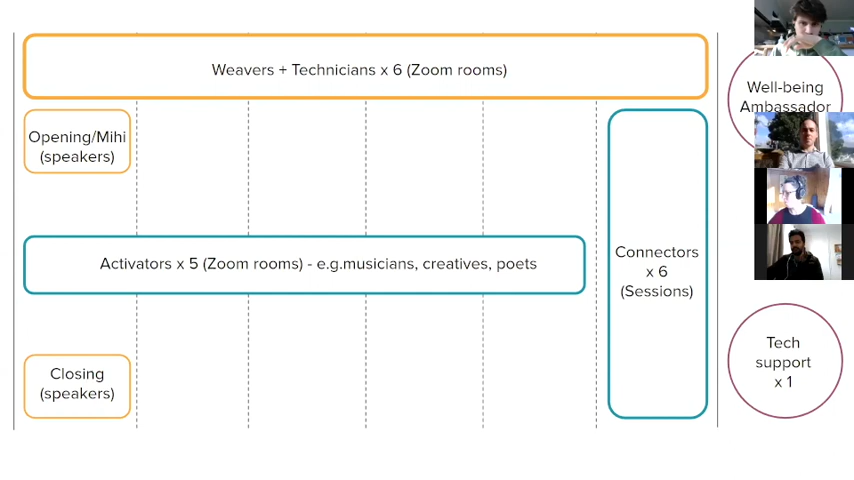 Weavers + Technicians x 6 (Zoom rooms)
Opening/Mihi
(speakers)
Activators x 5 (Zoom rooms) - e.g.musicians, creatives, poets
Closing
(speakers)
Connectors
x 6
(Sessions)
Well-being
Ambassador
Tech
support
x 1